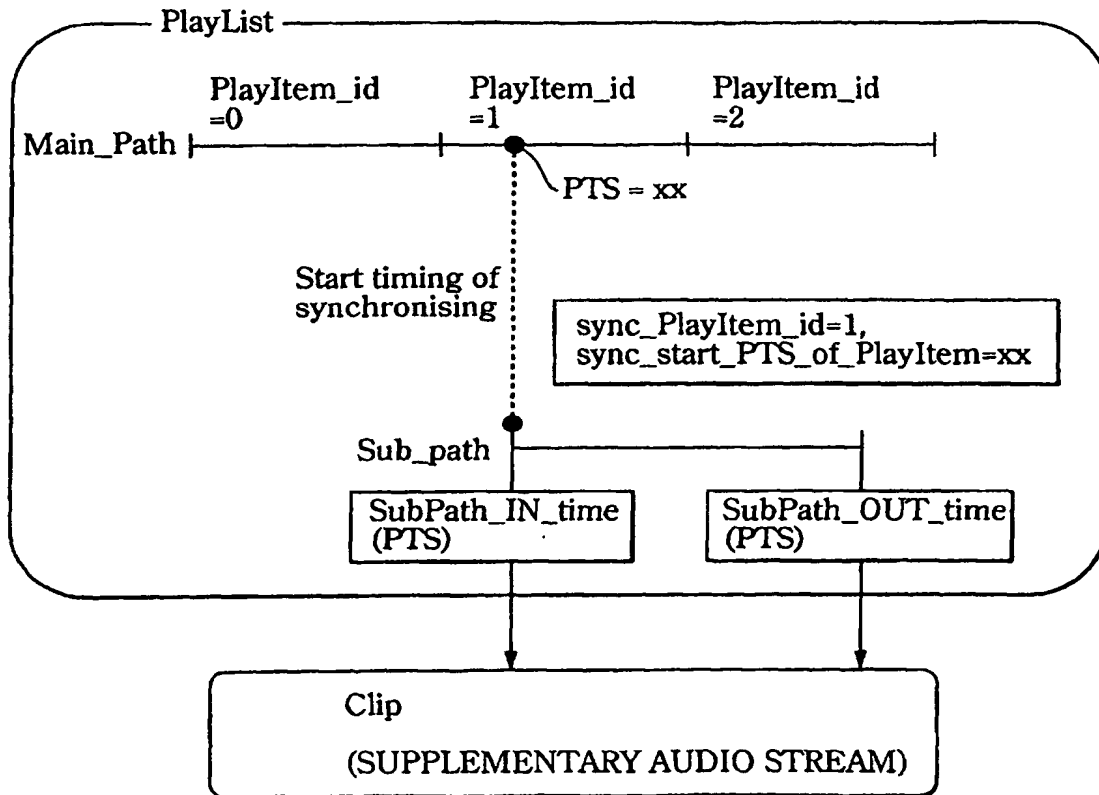 PlayList
PlayItem_id
=0
PlayItem_id
=1
PlayItem_id
=2
Main_Path
PTS = xx
Start timing of
synchronising
sync_PlayItem_id=1,
sync_start_PTS_of_PlayItem=xx
Sub_path
SubPath_IN_time
(PTS)
SubPath_OUT_time
(PTS)
Clip
(SUPPLEMENTARY AUDIO STREAM)